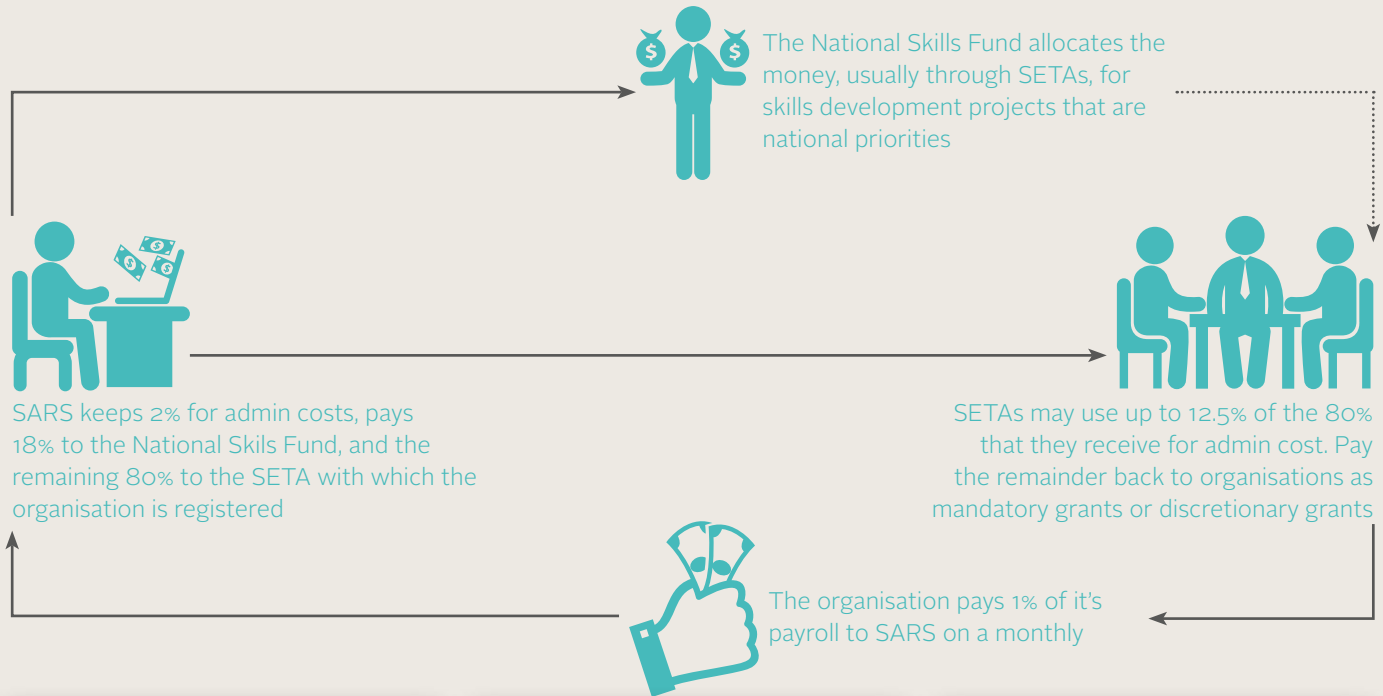 The National Skills Fund allocates the
money, usually through SETAs, for
skills development projects that are
national priorities
SARS keeps 2% for admin costs, pays
18% to the National Skils Fund, and the
remaining 80% to the SETA with which the
organisation is registered
SETAs may use up to 12.5% of the 80%
that they receive for admin cost. Pay
the remainder back to organisations as
mandatory grants or discretionary grants
The organisation pays 1% of it's
payroll to SARS on a monthly